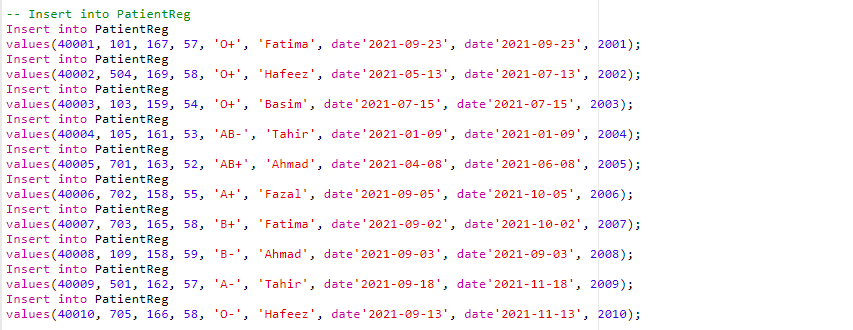 -- Insert into PatientReg
Insert into PatientReg
values(40001, 101, 167, 57, 'O+', 'Fatima', date'2021-09-23', date'2021-09-23', 2001);
Insert into PatientReg
values(40002, 504, 169, 58, 'O+', 'Hafeez', date'2021-05-13', date'2021-07-13', 2002);
Insert into PatientReg
values(40003, 103, 159, 54, 'O+', 'Basim', date'2021-07-15', date'2021-07-15', 2003);
Insert into PatientReg
values(40004, 105, 161, 53, 'AB-', 'Tahir', date'2021-01-09', date'2021-01-09', 2004);
Insert into PatientReg
values(40005, 701, 163, 52, 'AB+', 'Ahmad', date'2021-04-08', date'2021-06-08', 2005);
Insert into PatientReg
values(40006, 702, 158, 55, 'A+', 'Fazal', date'2021-09-05', date'2021-10-05', 2006);
Insert into PatientReg
values(40007, 703, 165, 58, 'B+', 'Fatima', date'2021-09-02', date'2021-10-02', 2007);
Insert into PatientReg
values(40008, 109, 158, 59, 'B-', 'Ahmad', date'2021-09-03', date'2021-09-03', 2008);
Insert into PatientReg
values(40009, 501, 162, 57, 'A-', 'Tahir', date'2021-09-18', date'2021-11-18', 2009);
Insert into PatientReg
values(40010, 705, 166, 58, 'O-', 'Hafeez', date'2021-09-13', date'2021-11-13', 2010);